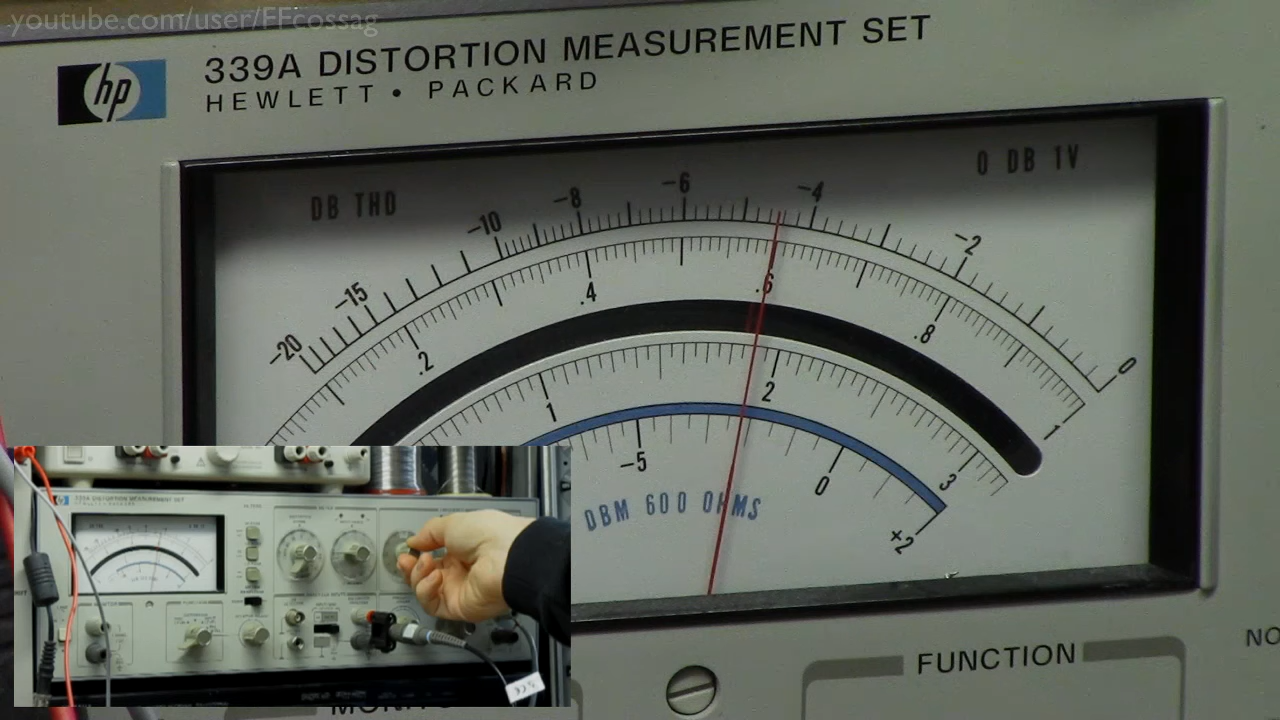 youtube.com/user/FFcossag
hp
339A DISTORTION MEASUREMENT SET
HEWLETT • PACKARD
DB THD
0 DB 1V
-20 -15 -10 -8 -6 -4 -2 0
.2 .4 .6 .8 1
1 2 3
-5 0 +2
DBM 600 OHMS
FUNCTION
NO